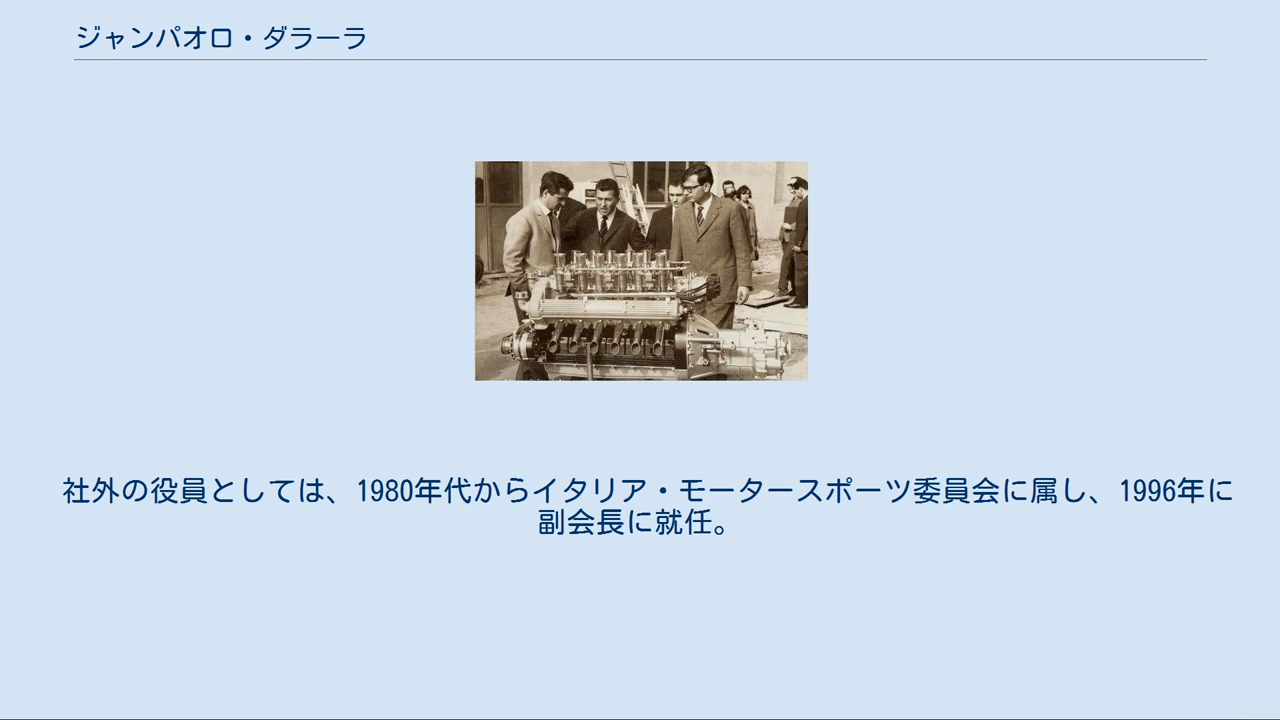 ジャンパオロ・ダラーラ
社外の役員としては、1980年代からイタリア・モータースポーツ委員会に属し、1996年に
副会長に就任。